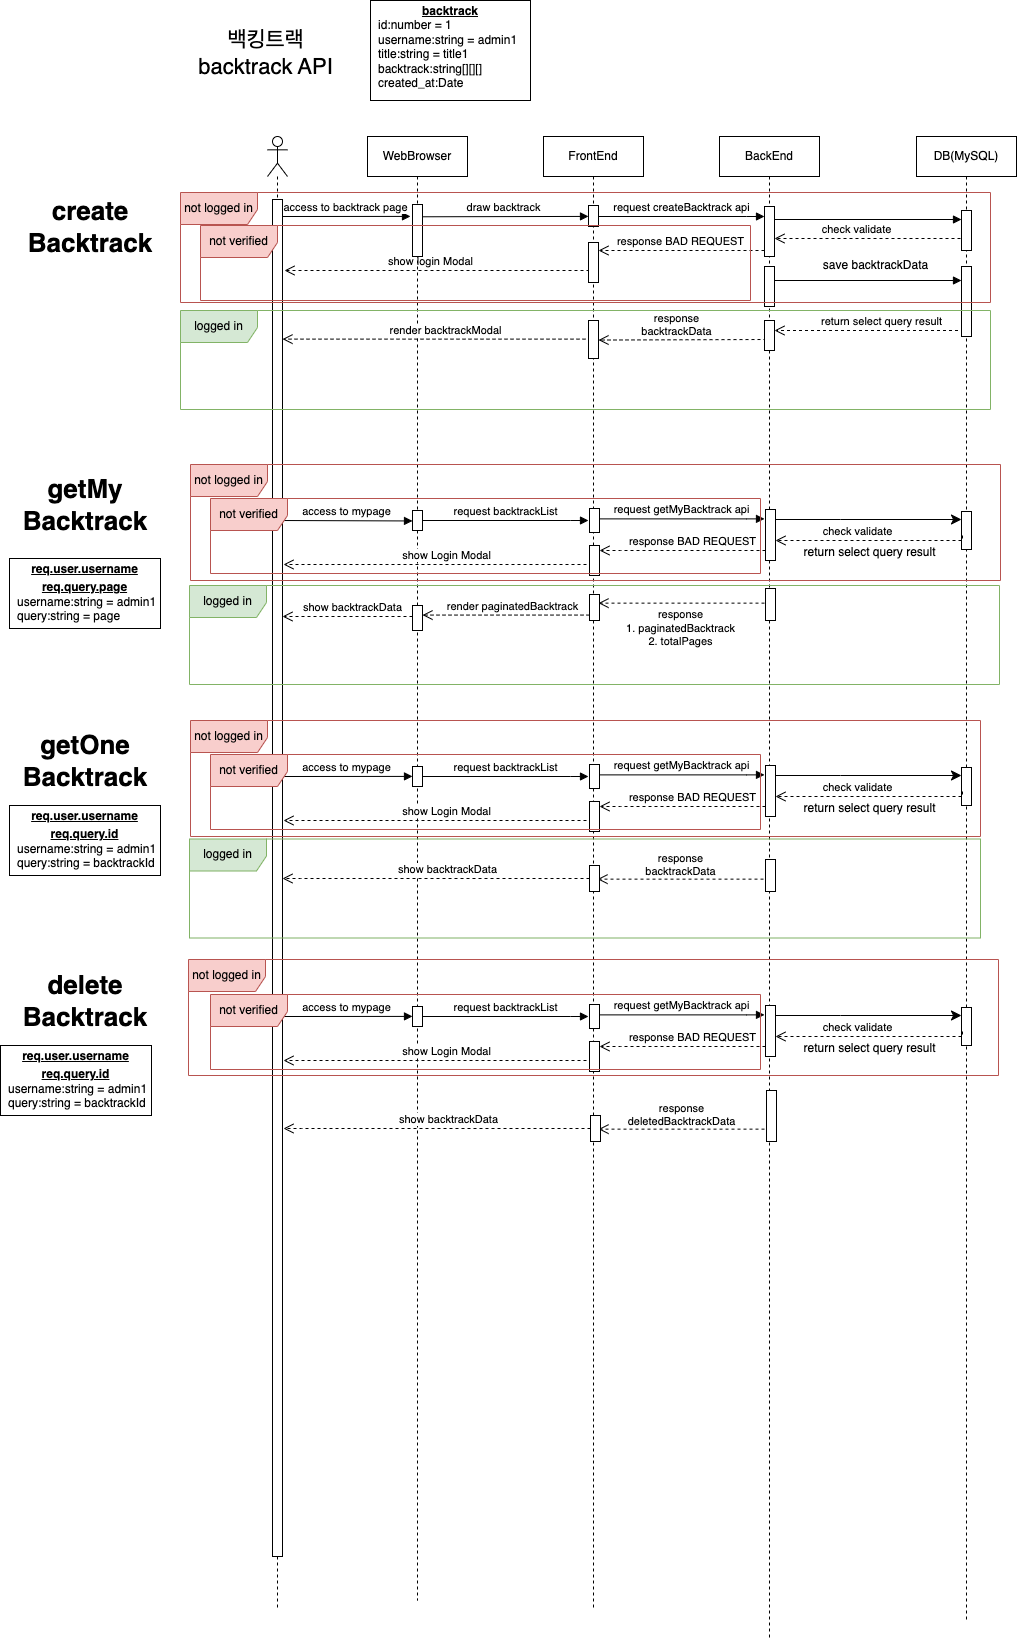 백킹트랙
backtrack API
backtrack
id:number = 1
username:string = admin1
title:string = title1
backtrack:string[][][]
created_at:Date
WebBrowser
FrontEnd
BackEnd
DB(MySQL)
create
Backtrack
not logged in
access to backtrack page
draw backtrack
request createBacktrack api
check validate
not verified
response BAD REQUEST
show login Modal
save backtrackData
logged in
render backtrackModal
response
backtrackData
return select query result
getMy
Backtrack
req.user.username
req.query.page
username:string = admin1
query:string = page
not logged in
not verified
access to mypage
request backtrackList
request getMyBacktrack api
check validate
response BAD REQUEST
return select query result
show Login Modal
logged in
show backtrackData
render paginatedBacktrack
response
1. paginatedBacktrack
2. totalPages
getOne
Backtrack
req.user.username
req.query.id
username:string = admin1
query:string = backtrackId
not logged in
not verified
access to mypage
request backtrackList
request getMyBacktrack api
check validate
response BAD REQUEST
return select query result
show Login Modal
logged in
show backtrackData
response
backtrackData
delete
Backtrack
req.user.username
req.query.id
username:string = admin1
query:string = backtrackId
not logged in
not verified
access to mypage
request backtrackList
request getMyBacktrack api
check validate
response BAD REQUEST
return select query result
show Login Modal
show backtrackData
response
deletedBacktrackData